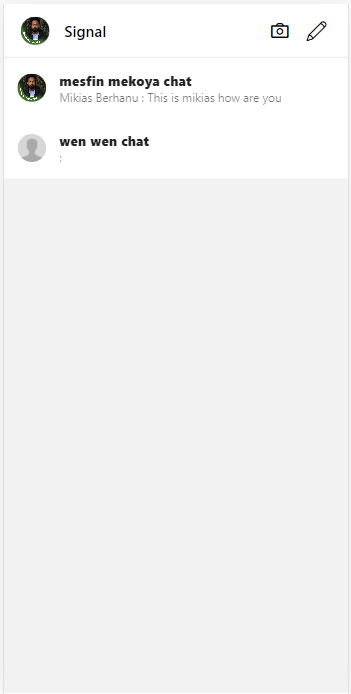 Signal
mesfin mekoya chat
Mikias Berhanu : This is mikias how are you
wen wen chat
: